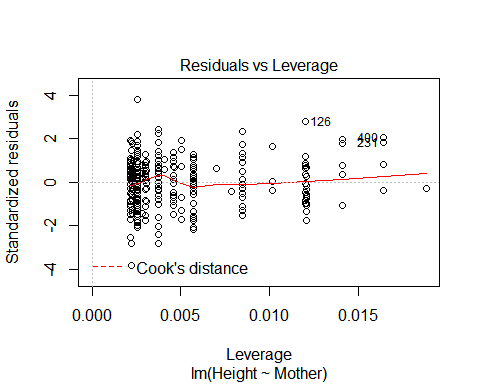 Residuals vs Leverage
Standardized residuals
4
2
0
-2
-4
126
400
231
Cook's distance
0.000 0.005 0.010 0.015
Leverage
lm(Height ~ Mother)